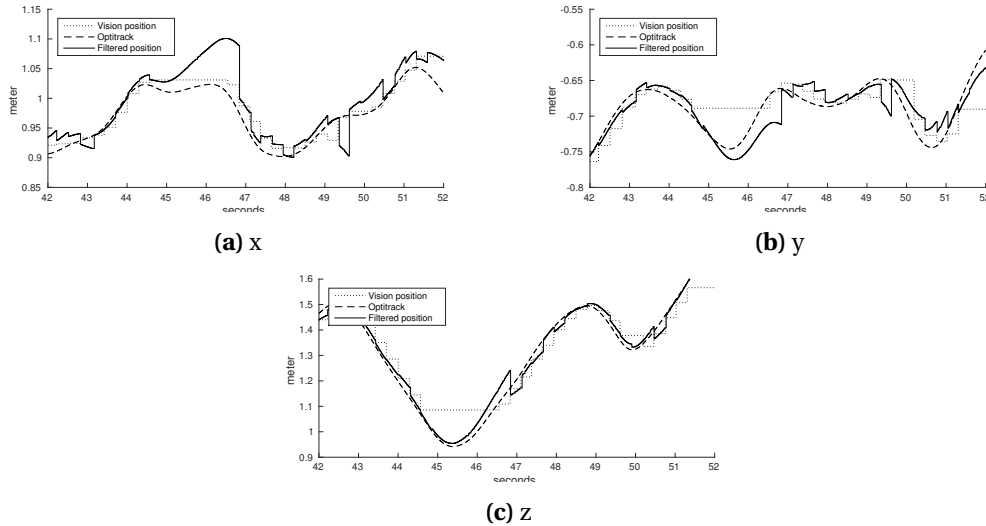 1.15
1.1
1.05
1
0.95
0.9
0.85
meter
Vision position
Optitrack
Filtered position
42 43 44 45 46 47 48 49 50 51 52
seconds
(a) x
-0.55
-0.6
-0.65
-0.7
-0.75
-0.8
meter
Vision position
Optitrack
Filtered position
42 43 44 45 46 47 48 49 50 51 52
seconds
(b) y
1.6
1.5
1.4
1.3
1.2
1.1
1
0.9
meter
Vision position
Optitrack
Filtered position
42 43 44 45 46 47 48 49 50 51 52
seconds
(c) z